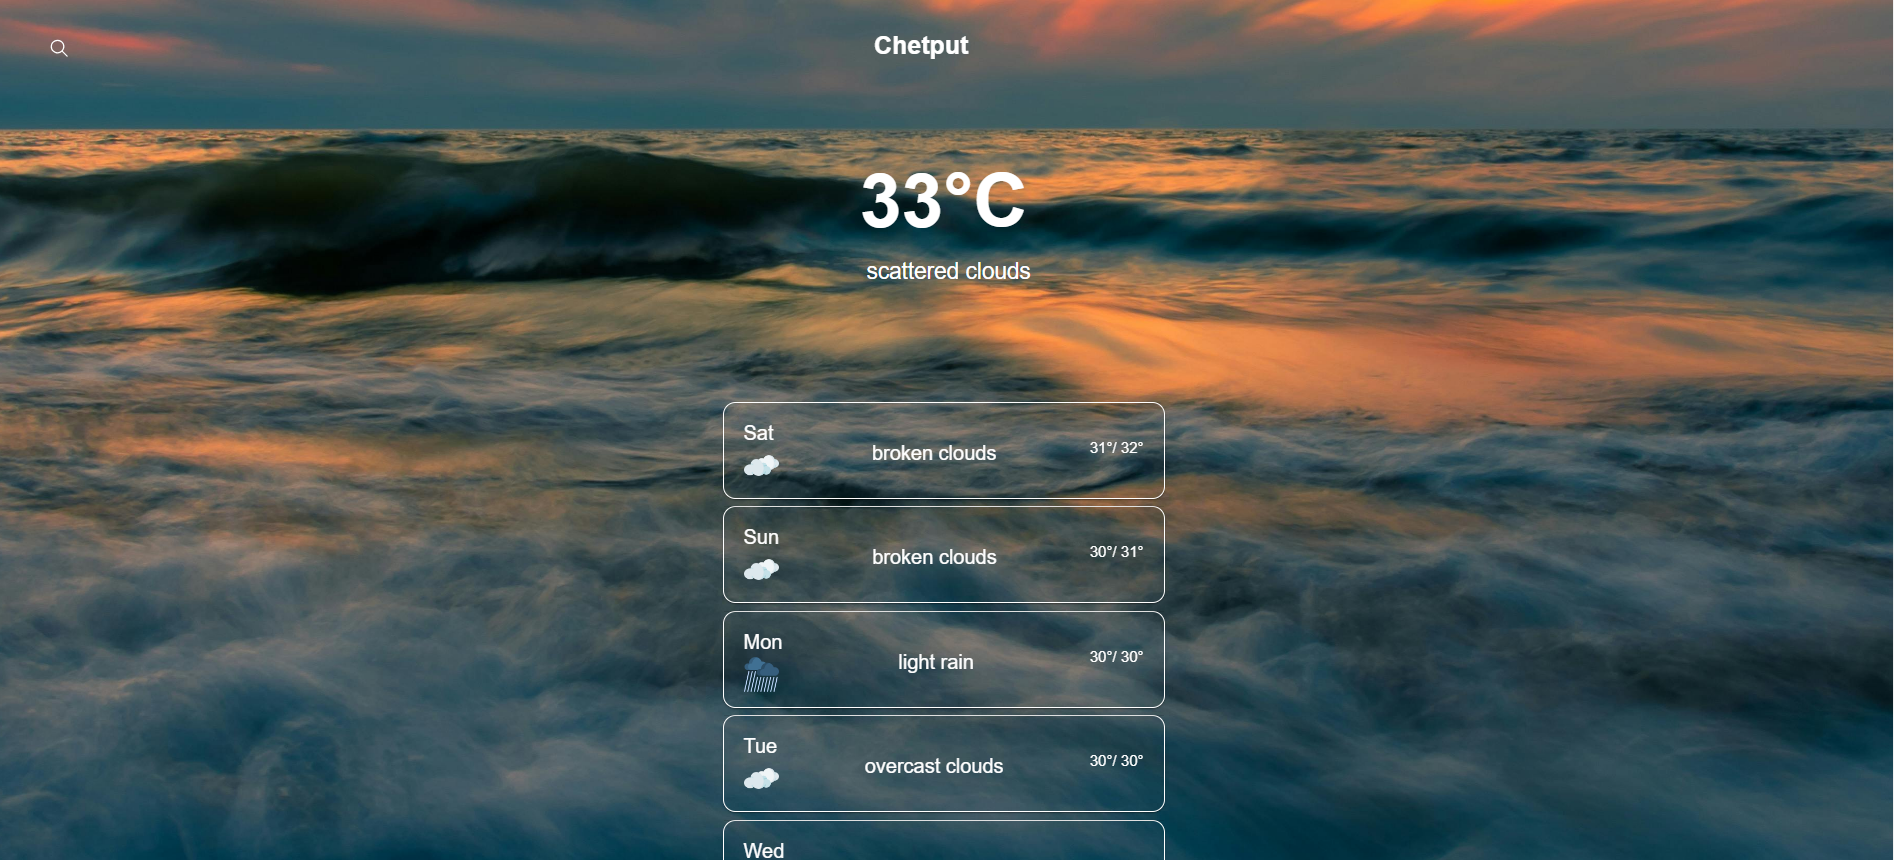 Chetput
33°C
scattered clouds
Sat
broken clouds
31°/ 32°
Sun
broken clouds
30°/ 31°
Mon
light rain
30°/ 30°
Tue
overcast clouds
30°/ 30°
Wed